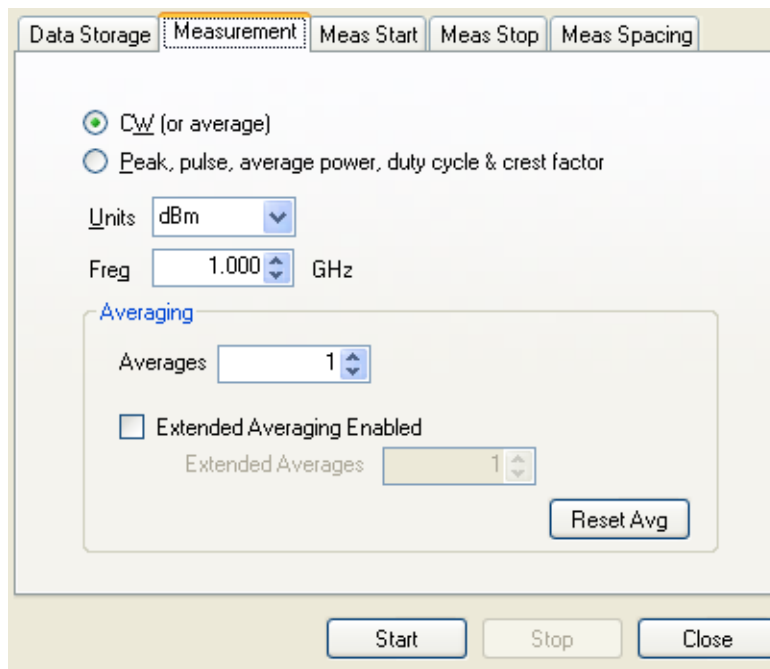 Data Storage Measurement Meas Start Meas Stop Meas Spacing
CW (or average)
Peak, pulse, average power, duty cycle & crest factor
Units dBm
Freg 1.000 GHz
Averaging
Averages 1
Extended Averaging Enabled
Extended Averages 1
Reset Avg
Start Stop Close